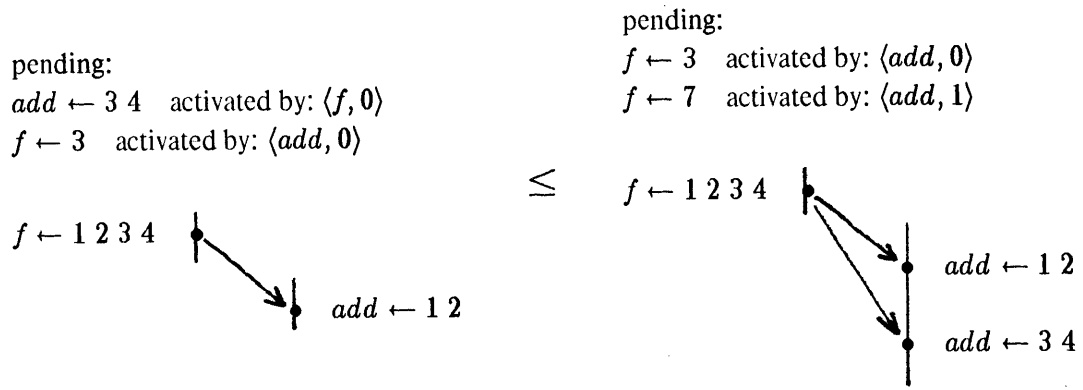 pending:
add ← 3 4 activated by: ⟨f, 0⟩
f ← 3 activated by: ⟨add, 0⟩
f ← 1 2 3 4
add ← 1 2
≤
pending:
f ← 3 activated by: ⟨add, 0⟩
f ← 7 activated by: ⟨add, 1⟩
f ← 1 2 3 4
add ← 1 2
add ← 3 4